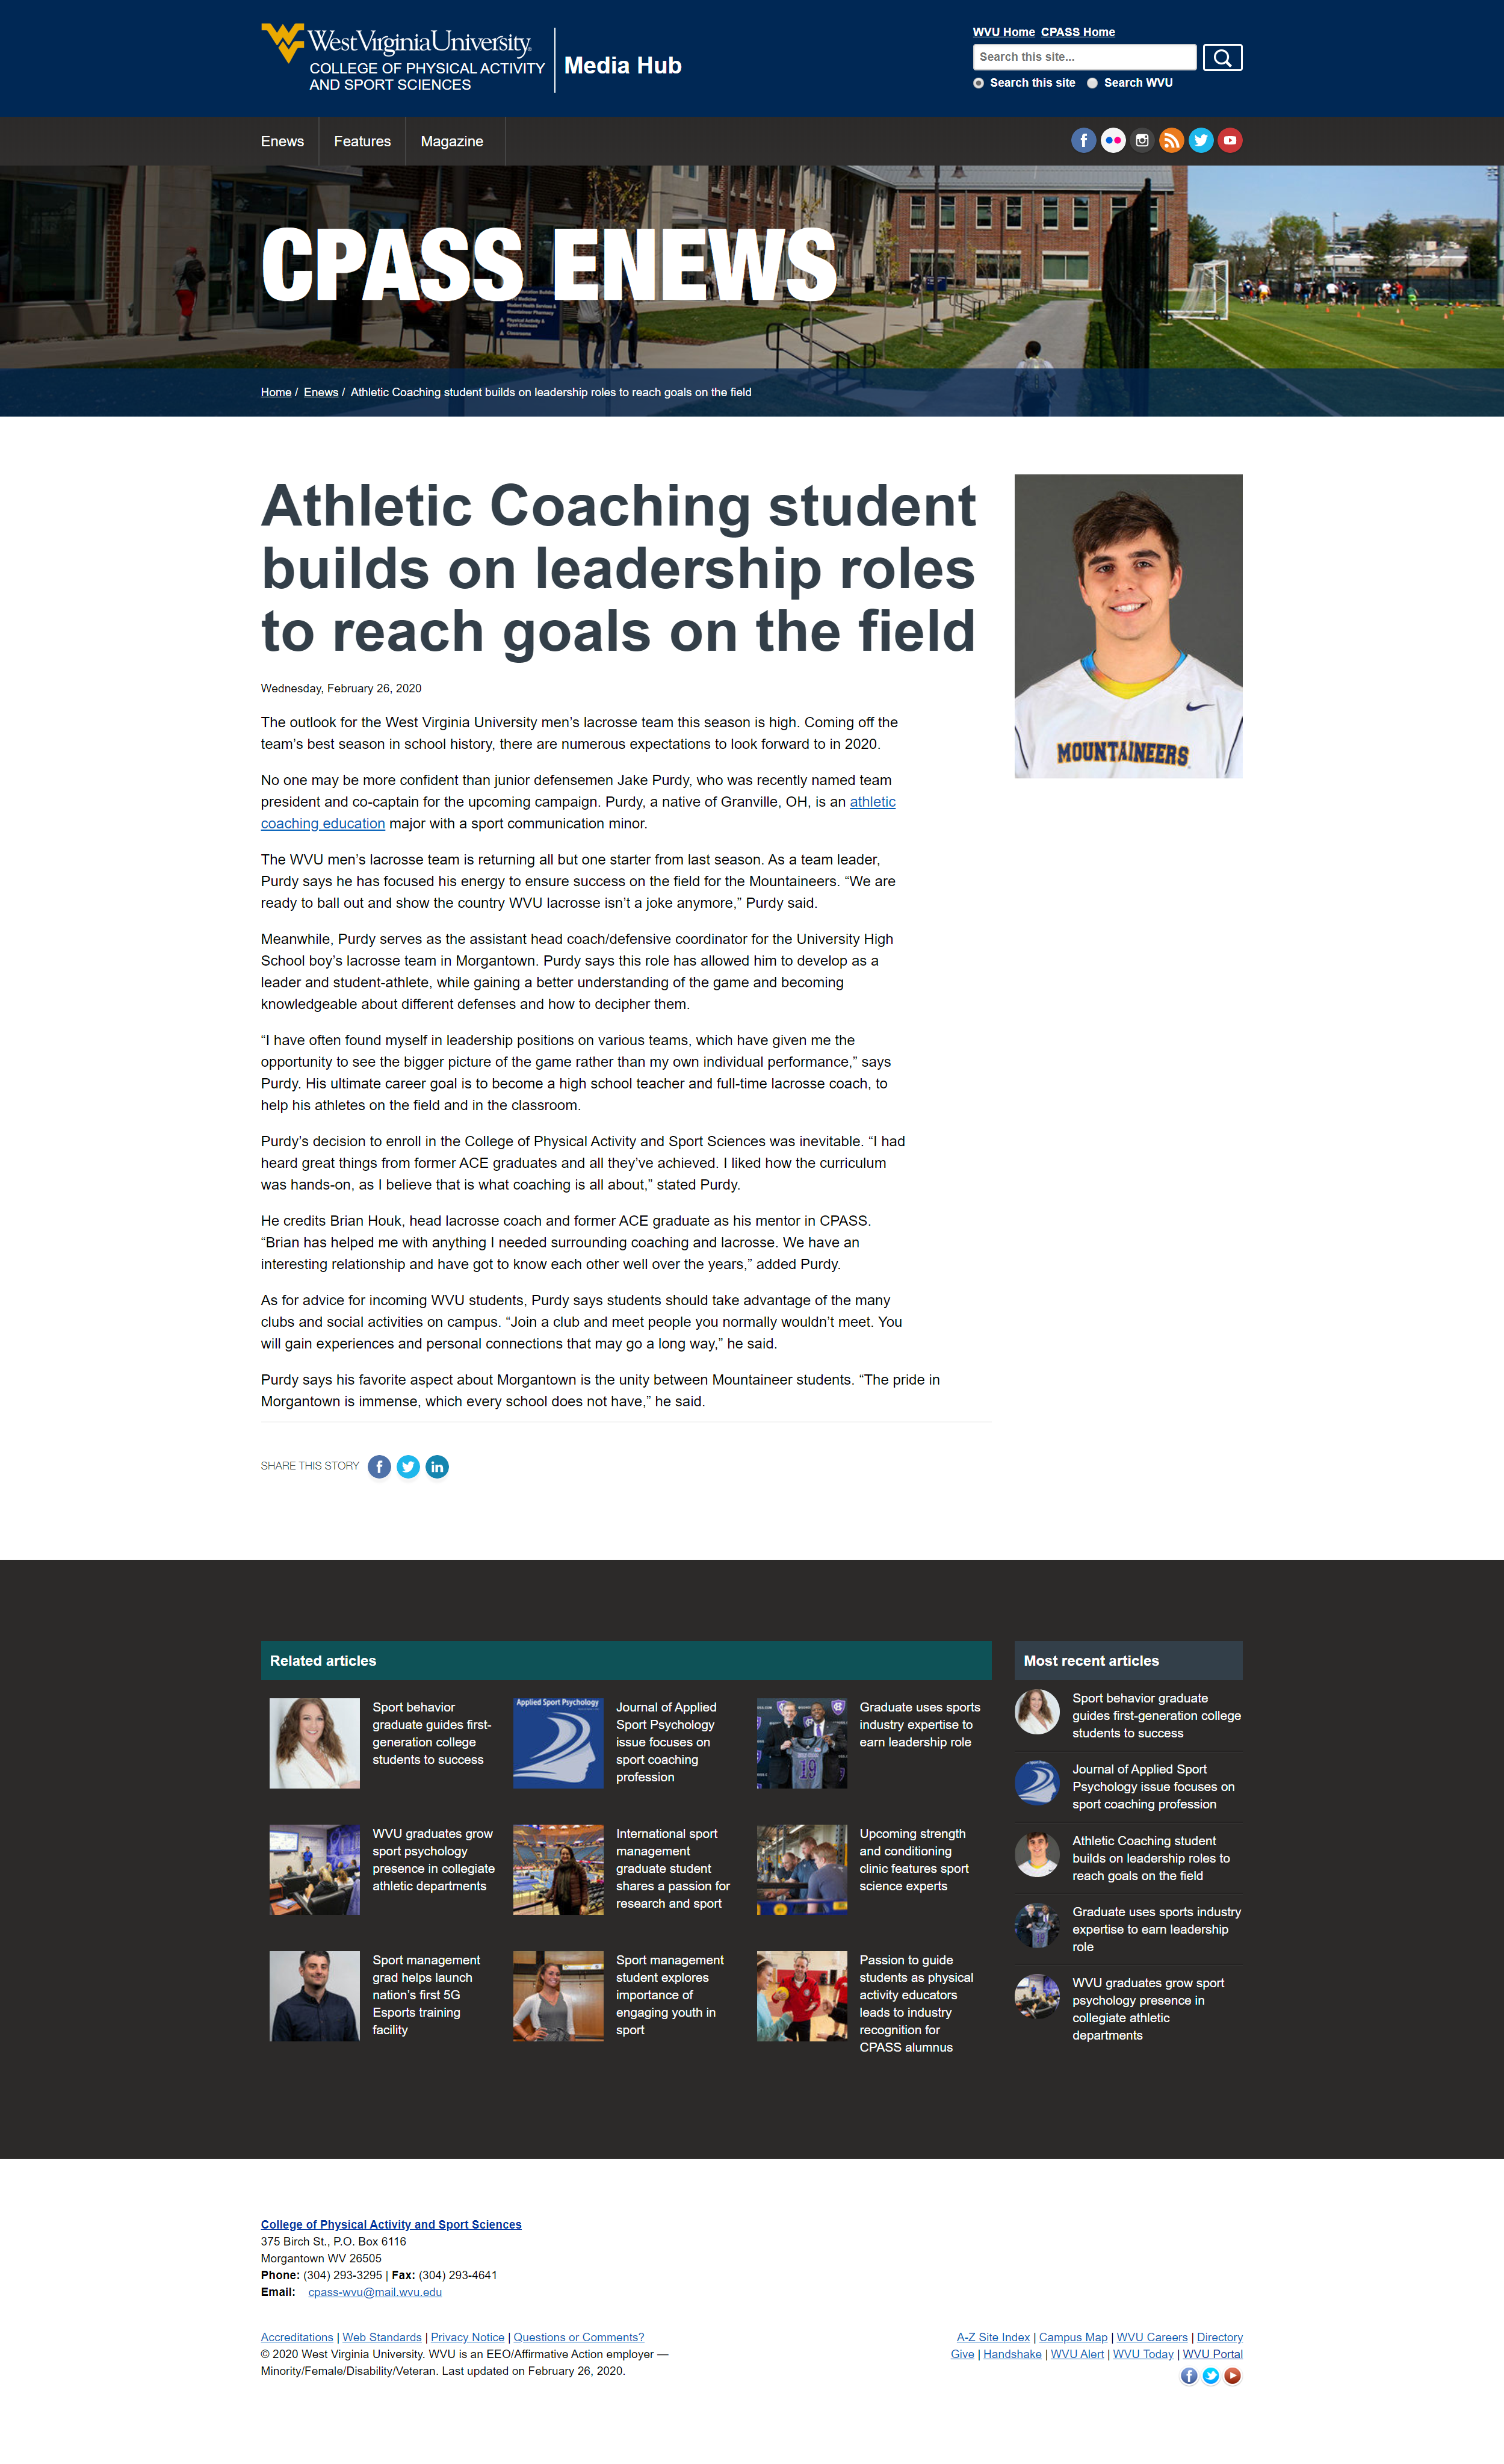 WestVirginiaUniversity.
COLLEGE OF PHYSICAL ACTIVITY
AND SPORT SCIENCES
Media Hub
WVU Home CPASS Home
Search this site...
Search this site Search WVU
Enews Features Magazine
CPASS ENEWS
Home / Enews / Athletic Coaching student builds on leadership roles to reach goals on the field
Athletic Coaching student
builds on leadership roles
to reach goals on the field
MOUNTAINEERS
Wednesday, February 26, 2020
The outlook for the West Virginia University men’s lacrosse team this season is high. Coming off the
team’s best season in school history, there are numerous expectations to look forward to in 2020.
No one may be more confident than junior defensemen Jake Purdy, who was recently named team
president and co-captain for the upcoming campaign. Purdy, a native of Granville, OH, is an athletic
coaching education major with a sport communication minor.
The WVU men’s lacrosse team is returning all but one starter from last season. As a team leader,
Purdy says he has focused his energy to ensure success on the field for the Mountaineers. “We are
ready to ball out and show the country WVU lacrosse isn’t a joke anymore,” Purdy said.
Meanwhile, Purdy serves as the assistant head coach/defensive coordinator for the University High
School boy’s lacrosse team in Morgantown. Purdy says this role has allowed him to develop as a
leader and student-athlete, while gaining a better understanding of the game and becoming
knowledgeable about different defenses and how to decipher them.
“I have often found myself in leadership positions on various teams, which have given me the
opportunity to see the bigger picture of the game rather than my own individual performance,” says
Purdy. His ultimate career goal is to become a high school teacher and full-time lacrosse coach, to
help his athletes on the field and in the classroom.
Purdy’s decision to enroll in the College of Physical Activity and Sport Sciences was inevitable. “I had
heard great things from former ACE graduates and all they’ve achieved. I liked how the curriculum
was hands-on, as I believe that is what coaching is all about,” stated Purdy.
He credits Brian Houk, head lacrosse coach and former ACE graduate as his mentor in CPASS.
“Brian has helped me with anything I needed surrounding coaching and lacrosse. We have an
interesting relationship and have got to know each other well over the years,” added Purdy.
As for advice for incoming WVU students, Purdy says students should take advantage of the many
clubs and social activities on campus. “Join a club and meet people you normally wouldn’t meet. You
will gain experiences and personal connections that may go a long way,” he said.
Purdy says his favorite aspect about Morgantown is the unity between Mountaineer students. “The pride in
Morgantown is immense, which every school does not have,” he said.
SHARE THIS STORY
Related articles
Sport behavior
graduate guides first-
generation college
students to success
Applied Sport Psychology
Journal of Applied
Sport Psychology
issue focuses on
sport coaching
profession
19
Graduate uses sports
industry expertise to
earn leadership role
WVU graduates grow
sport psychology
presence in collegiate
athletic departments
International sport
management
graduate student
shares a passion for
research and sport
Upcoming strength
and conditioning
clinic features sport
science experts
Sport management
grad helps launch
nation’s first 5G
Esports training
facility
Sport management
student explores
importance of
engaging youth in
sport
Passion to guide
students as physical
activity educators
leads to industry
recognition for
CPASS alumnus
Most recent articles
Sport behavior graduate
guides first-generation college
students to success
Journal of Applied Sport
Psychology issue focuses on
sport coaching profession
Athletic Coaching student
builds on leadership roles to
reach goals on the field
Graduate uses sports industry
expertise to earn leadership
role
WVU graduates grow sport
psychology presence in
collegiate athletic
departments
College of Physical Activity and Sport Sciences
375 Birch St., P.O. Box 6116
Morgantown WV 26505
Phone: (304) 293-3295 | Fax: (304) 293-4641
Email: cpass-wvu@mail.wvu.edu
Accreditations | Web Standards | Privacy Notice | Questions or Comments?
© 2020 West Virginia University. WVU is an EEO/Affirmative Action employer —
Minority/Female/Disability/Veteran. Last updated on February 26, 2020.
A-Z Site Index | Campus Map | WVU Careers | Directory
Give | Handshake | WVU Alert | WVU Today | WVU Portal